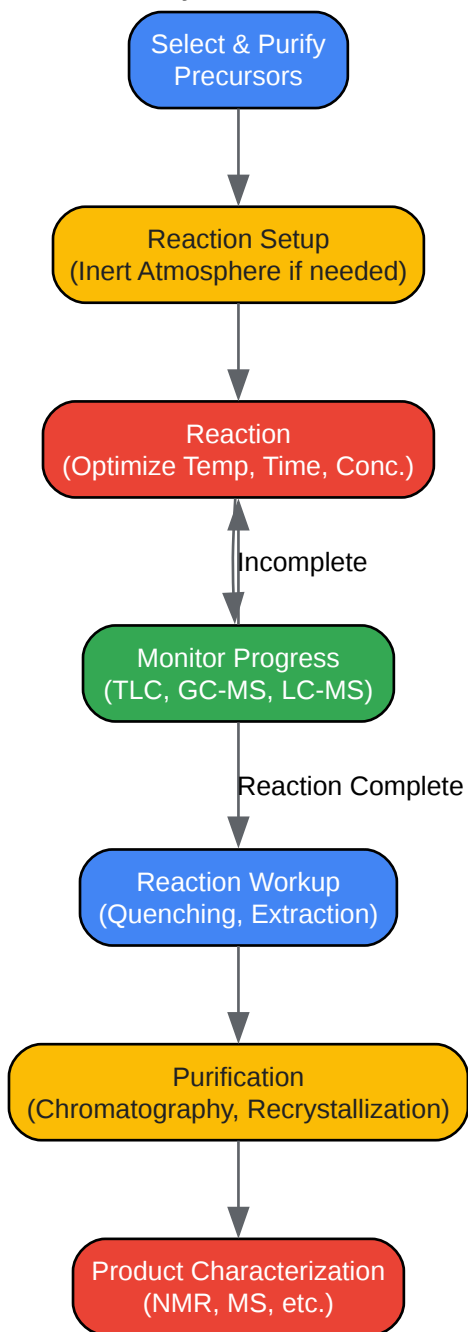 Select & Purify
Precursors
Reaction Setup
(Inert Atmosphere if needed)
Reaction
(Optimize Temp, Time, Conc.)
Incomplete
Monitor Progress
(TLC, GC-MS, LC-MS)
Reaction Complete
Reaction Workup
(Quenching, Extraction)
Purification
(Chromatography, Recrystallization)
Product Characterization
(NMR, MS, etc.)